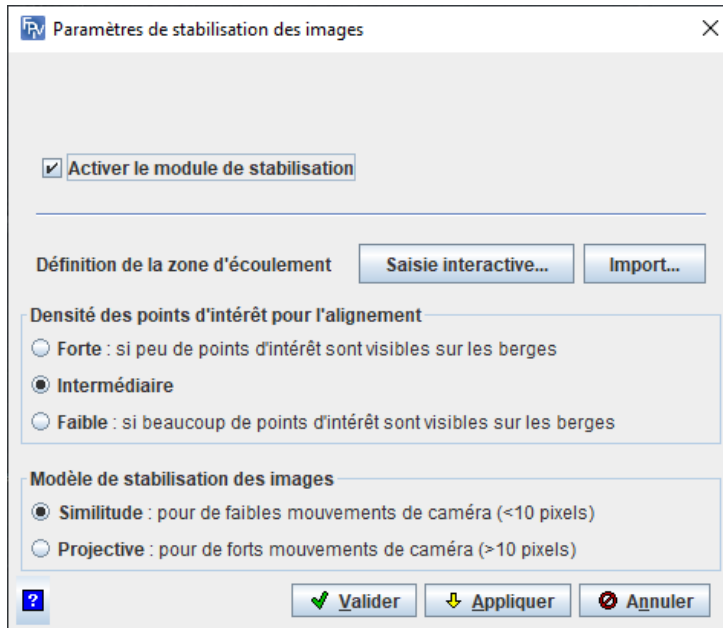 FPIV Paramètres de stabilisation des images
Activer le module de stabilisation
Définition de la zone d'écoulement Saisie interactive... Import...
Densité des points d'intérêt pour l'alignement
Forte : si peu de points d'intérêt sont visibles sur les berges
Intermédiaire
Faible : si beaucoup de points d'intérêt sont visibles sur les berges
Modèle de stabilisation des images
Similitude : pour de faibles mouvements de caméra (<10 pixels)
Projective : pour de forts mouvements de caméra (>10 pixels)
? Valider Appliquer Annuler